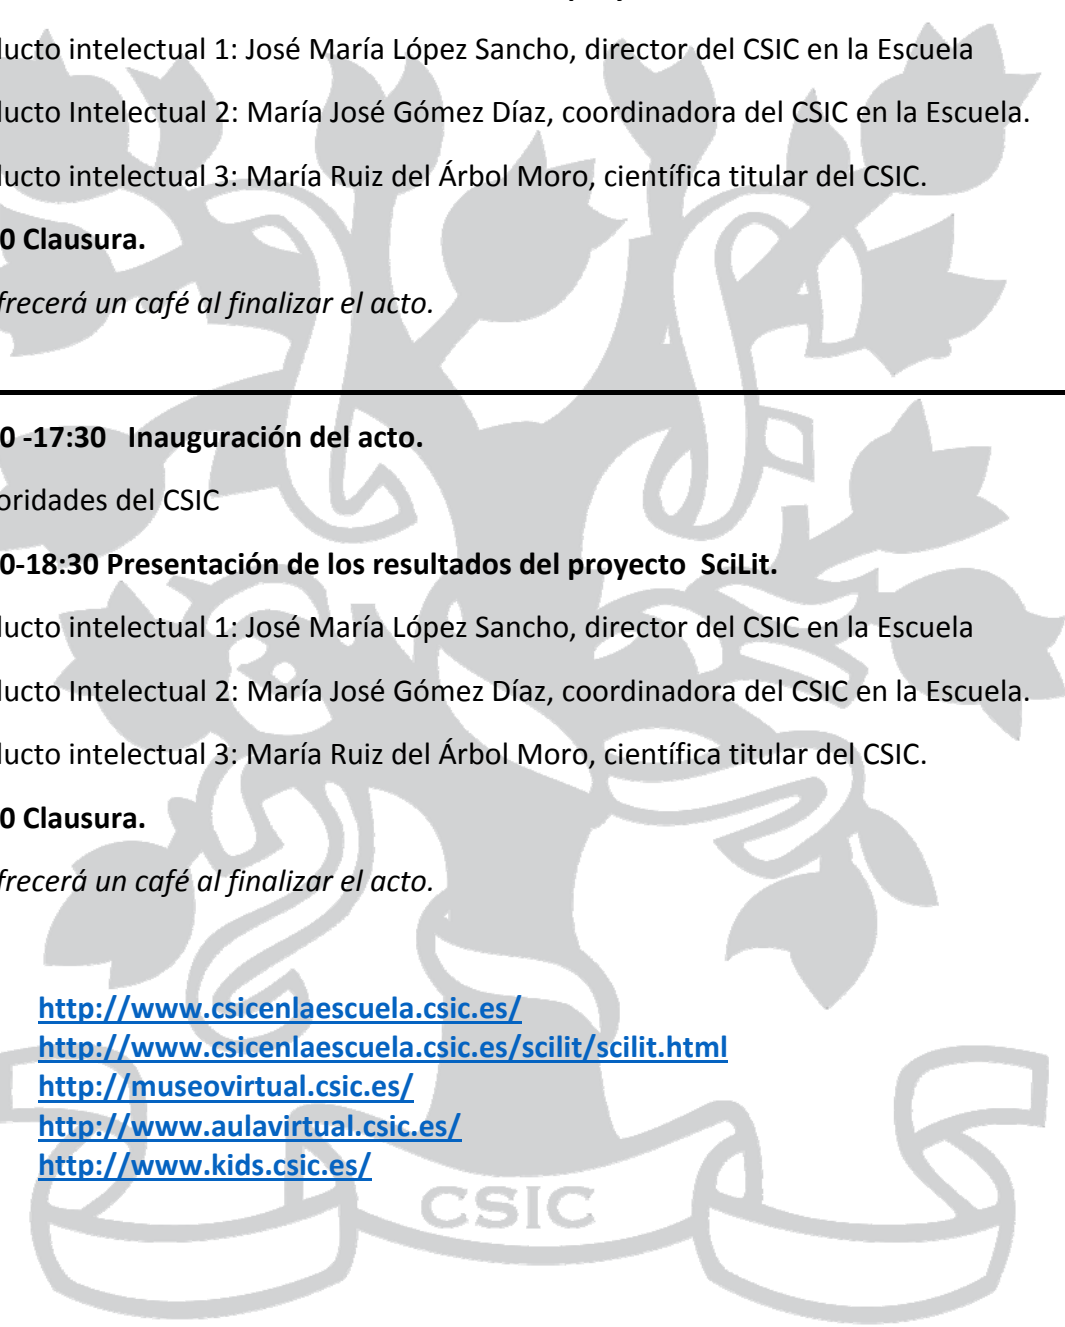 ducto intelectual 1: José María López Sancho, director del CSIC en la Escuela
ducto Intelectual 2: María José Gómez Díaz, coordinadora del CSIC en la Escuela.
ducto intelectual 3: María Ruiz del Árbol Moro, científica titular del CSIC.
0 Clausura.
frecerá un café al finalizar el acto.
0 -17:30 Inauguración del acto.
oridades del CSIC
0-18:30 Presentación de los resultados del proyecto SciLit.
ducto intelectual 1: José María López Sancho, director del CSIC en la Escuela
ducto Intelectual 2: María José Gómez Díaz, coordinadora del CSIC en la Escuela.
ducto intelectual 3: María Ruiz del Árbol Moro, científica titular del CSIC.
0 Clausura.
frecerá un café al finalizar el acto.
http://www.csicenlaescuela.csic.es/
http://www.csicenlaescuela.csic.es/scilit/scilit.html
http://museovirtual.csic.es/
http://www.aulavirtual.csic.es/
http://www.kids.csic.es/
CSIC